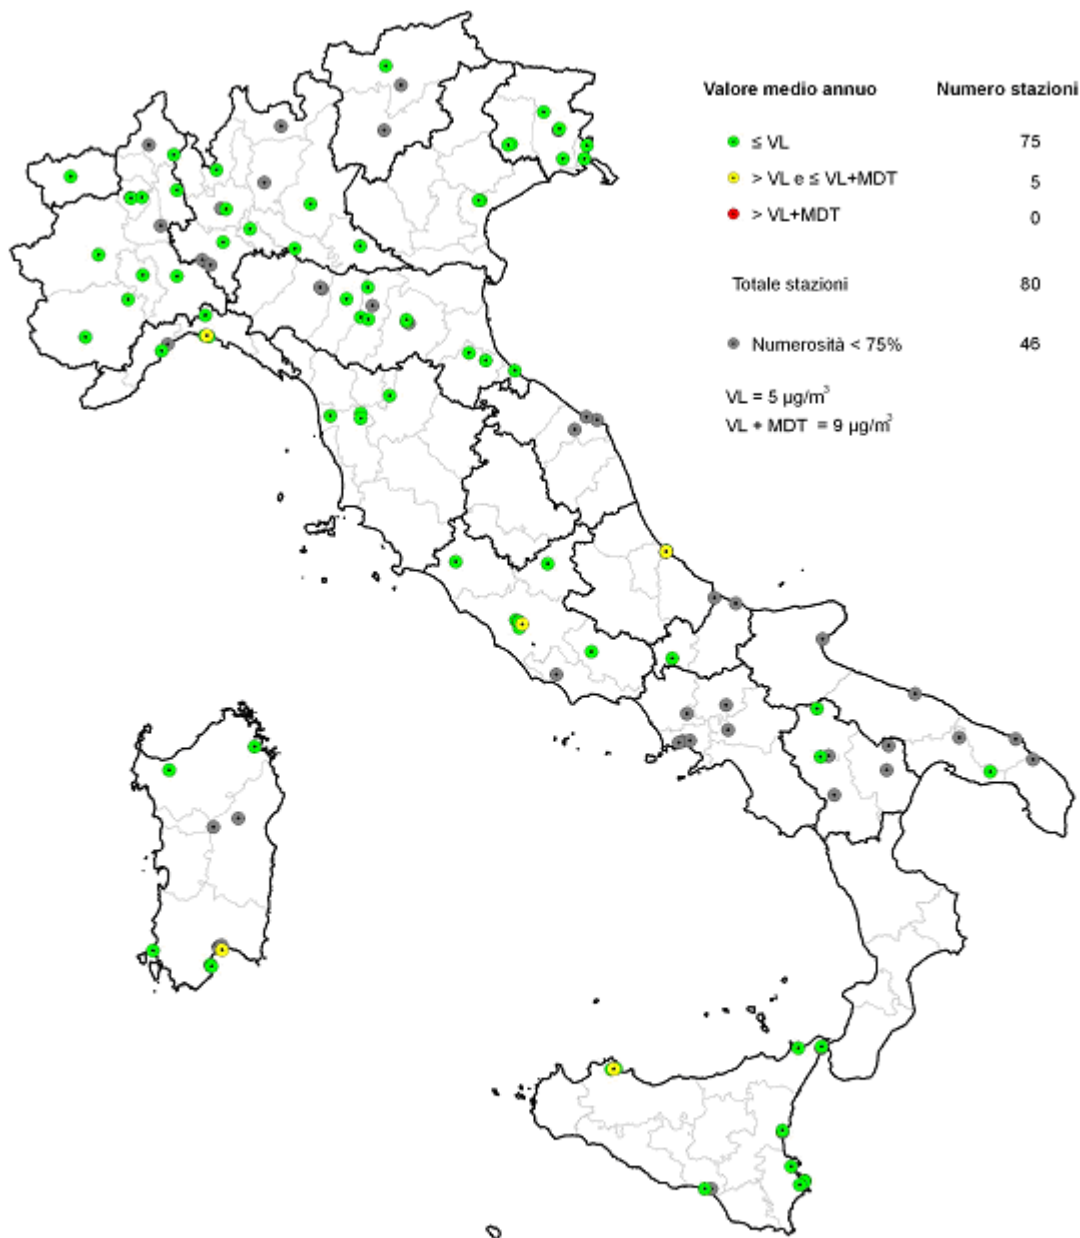 Valore medio annuo Numero stazioni
≤ VL 75
> VL e ≤ VL+MDT 5
> VL+MDT 0
Totale stazioni 80
Numerosità < 75% 46
VL = 5 µg/m³
VL + MDT = 9 µg/m³